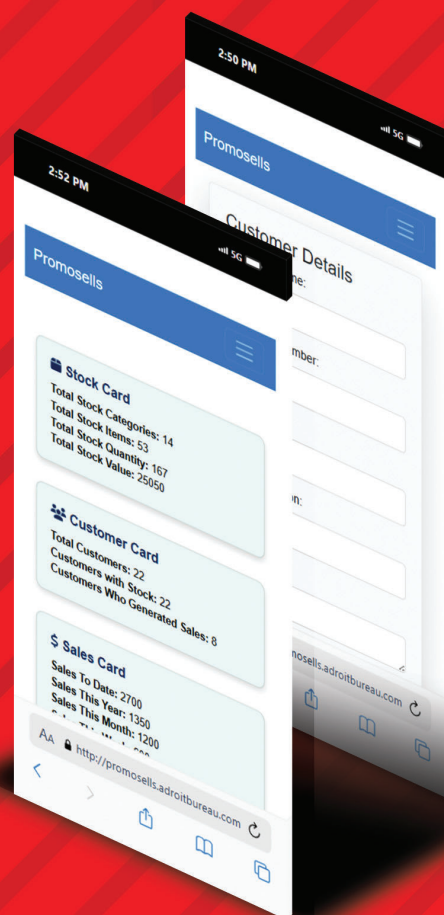 2:50 PM
5G
Promosells
Customer Details
ne:
mber:
on:
mosells.adroitbureau.com
2:52 PM
5G
Promosells
Stock Card
Total Stock Categories: 14
Total Stock Items: 53
Total Stock Quantity: 167
Total Stock Value: 25050
Customer Card
Total Customers: 22
Customers with Stock: 22
Customers Who Generated Sales: 8
$ Sales Card
Sales To Date: 2700
Sales This Year: 1350
Sales This Month: 1200
AA http://promosells.adroitbureau.com